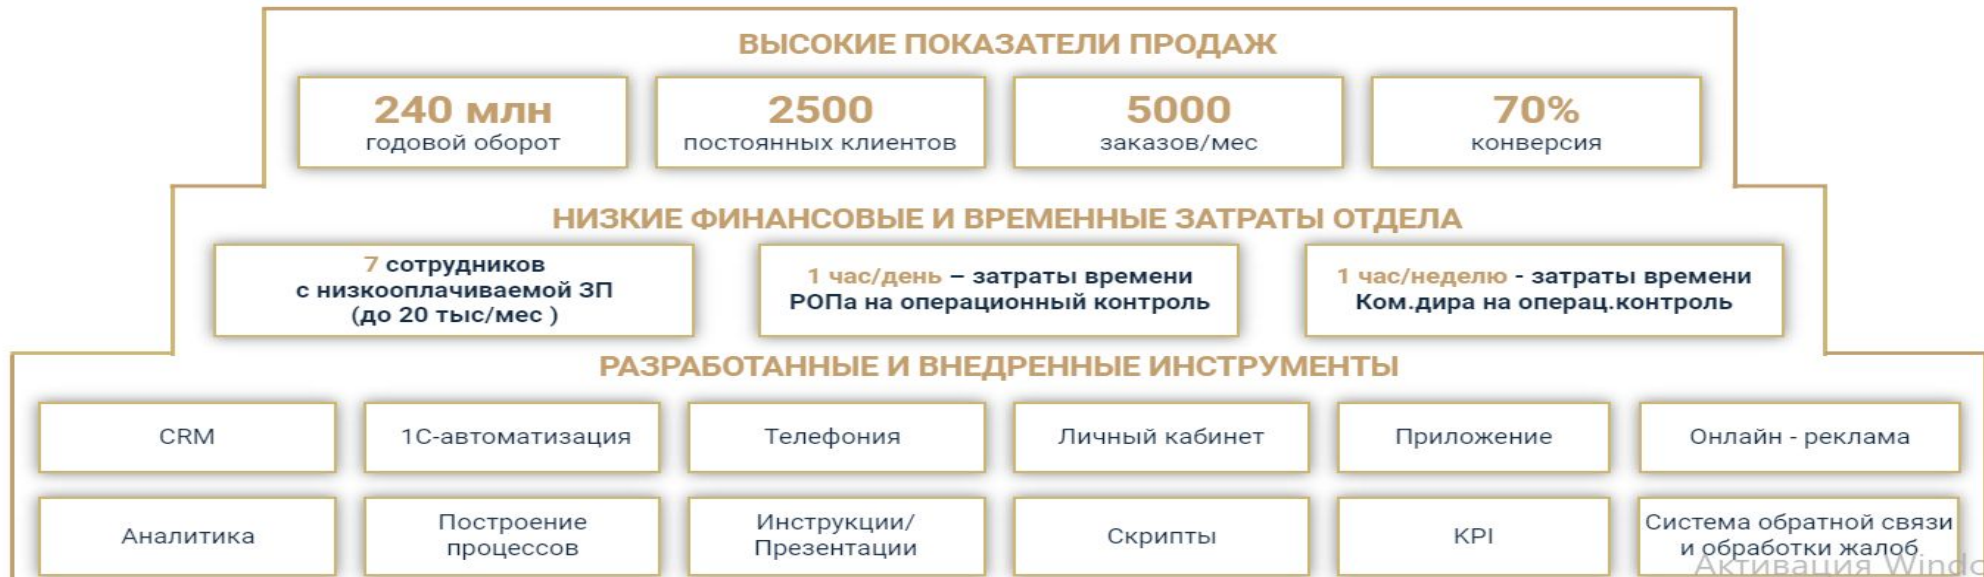 ВЫСОКИЕ ПОКАЗАТЕЛИ ПРОДАЖ
240 млн
годовой оборот
2500
постоянных клиентов
5000
заказов/мес
70%
конверсия
НИЗКИЕ ФИНАНСОВЫЕ И ВРЕМЕННЫЕ ЗАТРАТЫ ОТДЕЛА
7 сотрудников
с низкооплачиваемой ЗП
(до 20 тыс/мес )
1 час/день – затраты времени
РОПа на операционный контроль
1 час/неделю - затраты времени
Ком.дира на операц.контроль
РАЗРАБОТАННЫЕ И ВНЕДРЕННЫЕ ИНСТРУМЕНТЫ
CRM
1С-автоматизация
Телефония
Личный кабинет
Приложение
Онлайн - реклама
Аналитика
Построение
процессов
Инструкции/
Презентации
Скрипты
KPI
Система обратной связи
и обработки жалоб
Активация